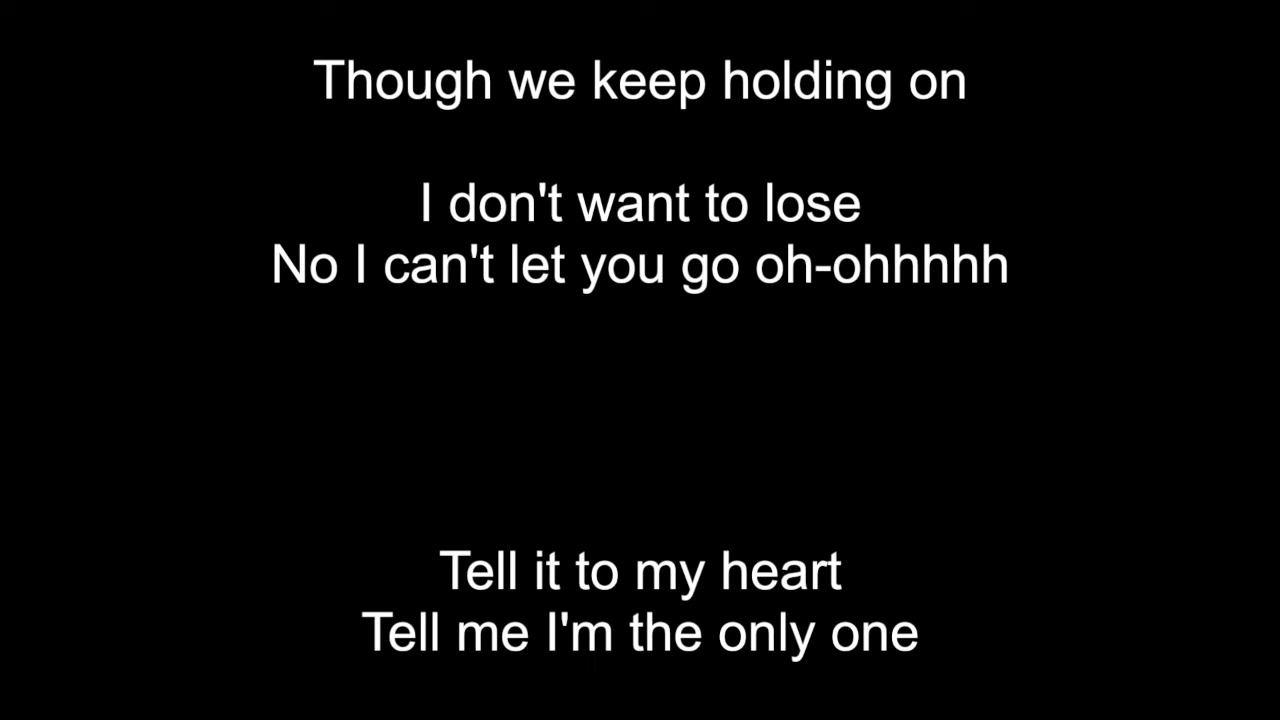 Though we keep holding on
I don't want to lose
No I can't let you go oh-ohhhhh
Tell it to my heart
Tell me I'm the only one